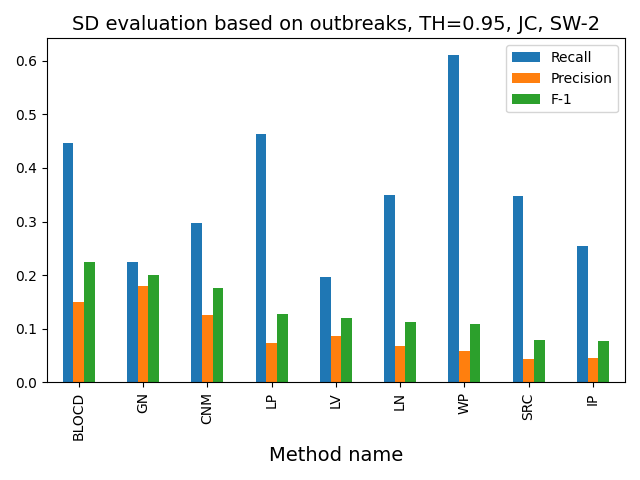 SD evaluation based on outbreaks, TH=0.95, JC, SW-2
Recall
Precision
F-1
0.6
0.5
0.4
0.3
0.2
0.1
0.0
BLOCD
GN
CNM
LP
LV
LN
WP
SRC
IP
Method name